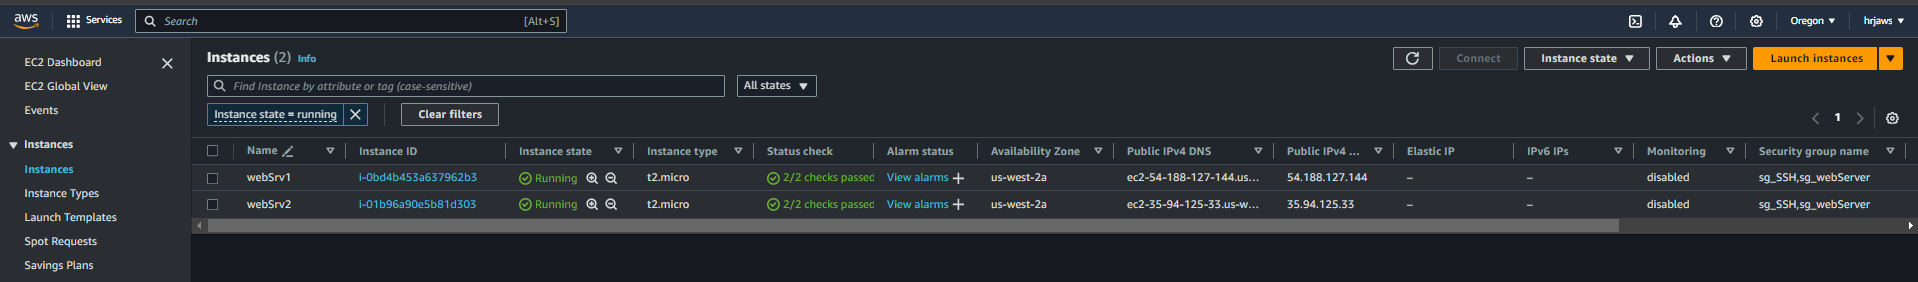 aws Services Search [Alt+S] Oregon hrjaws
EC2 Dashboard
EC2 Global View
Events
Instances
Instances
Instance Types
Launch Templates
Spot Requests
Savings Plans
Instances (2) Info Connect Instance state Actions Launch instances
Find Instance by attribute or tag (case-sensitive) All states
Instance state = running Clear filters 1
Name Instance ID Instance state Instance type Status check Alarm status Availability Zone Public IPv4 DNS Public IPv4 ... Elastic IP IPv6 IPs Monitoring Security group name
webSrv1 i-0bd4b453a637962b3 Running t2.micro 2/2 checks passed View alarms us-west-2a ec2-54-188-127-144.us... 54.188.127.144 – – disabled sg_SSH,sg_webServer
webSrv2 i-01b96a90e5b81d303 Running t2.micro 2/2 checks passed View alarms us-west-2a ec2-35-94-125-33.us-w... 35.94.125.33 – – disabled sg_SSH,sg_webServer